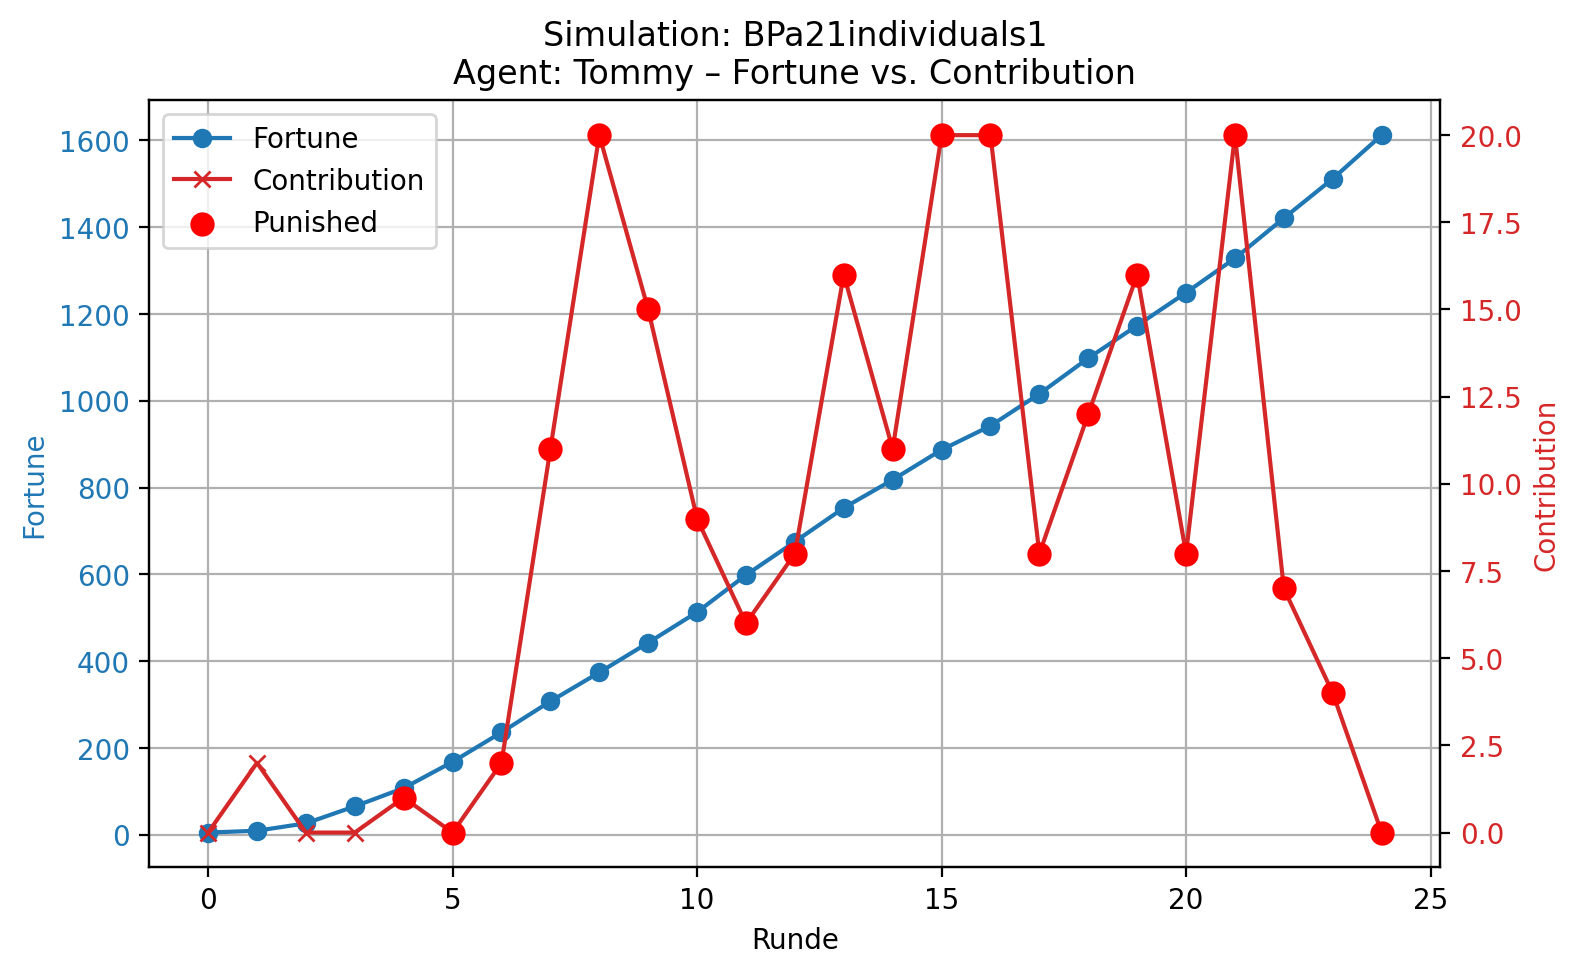 Simulation: BPa21individuals1
Agent: Tommy – Fortune vs. Contribution
Fortune
Contribution
Punished
1600
1400
1200
1000
800
600
400
200
0
Fortune
20.0
17.5
15.0
12.5
10.0
7.5
5.0
2.5
0.0
Contribution
0 5 10 15 20 25
Runde